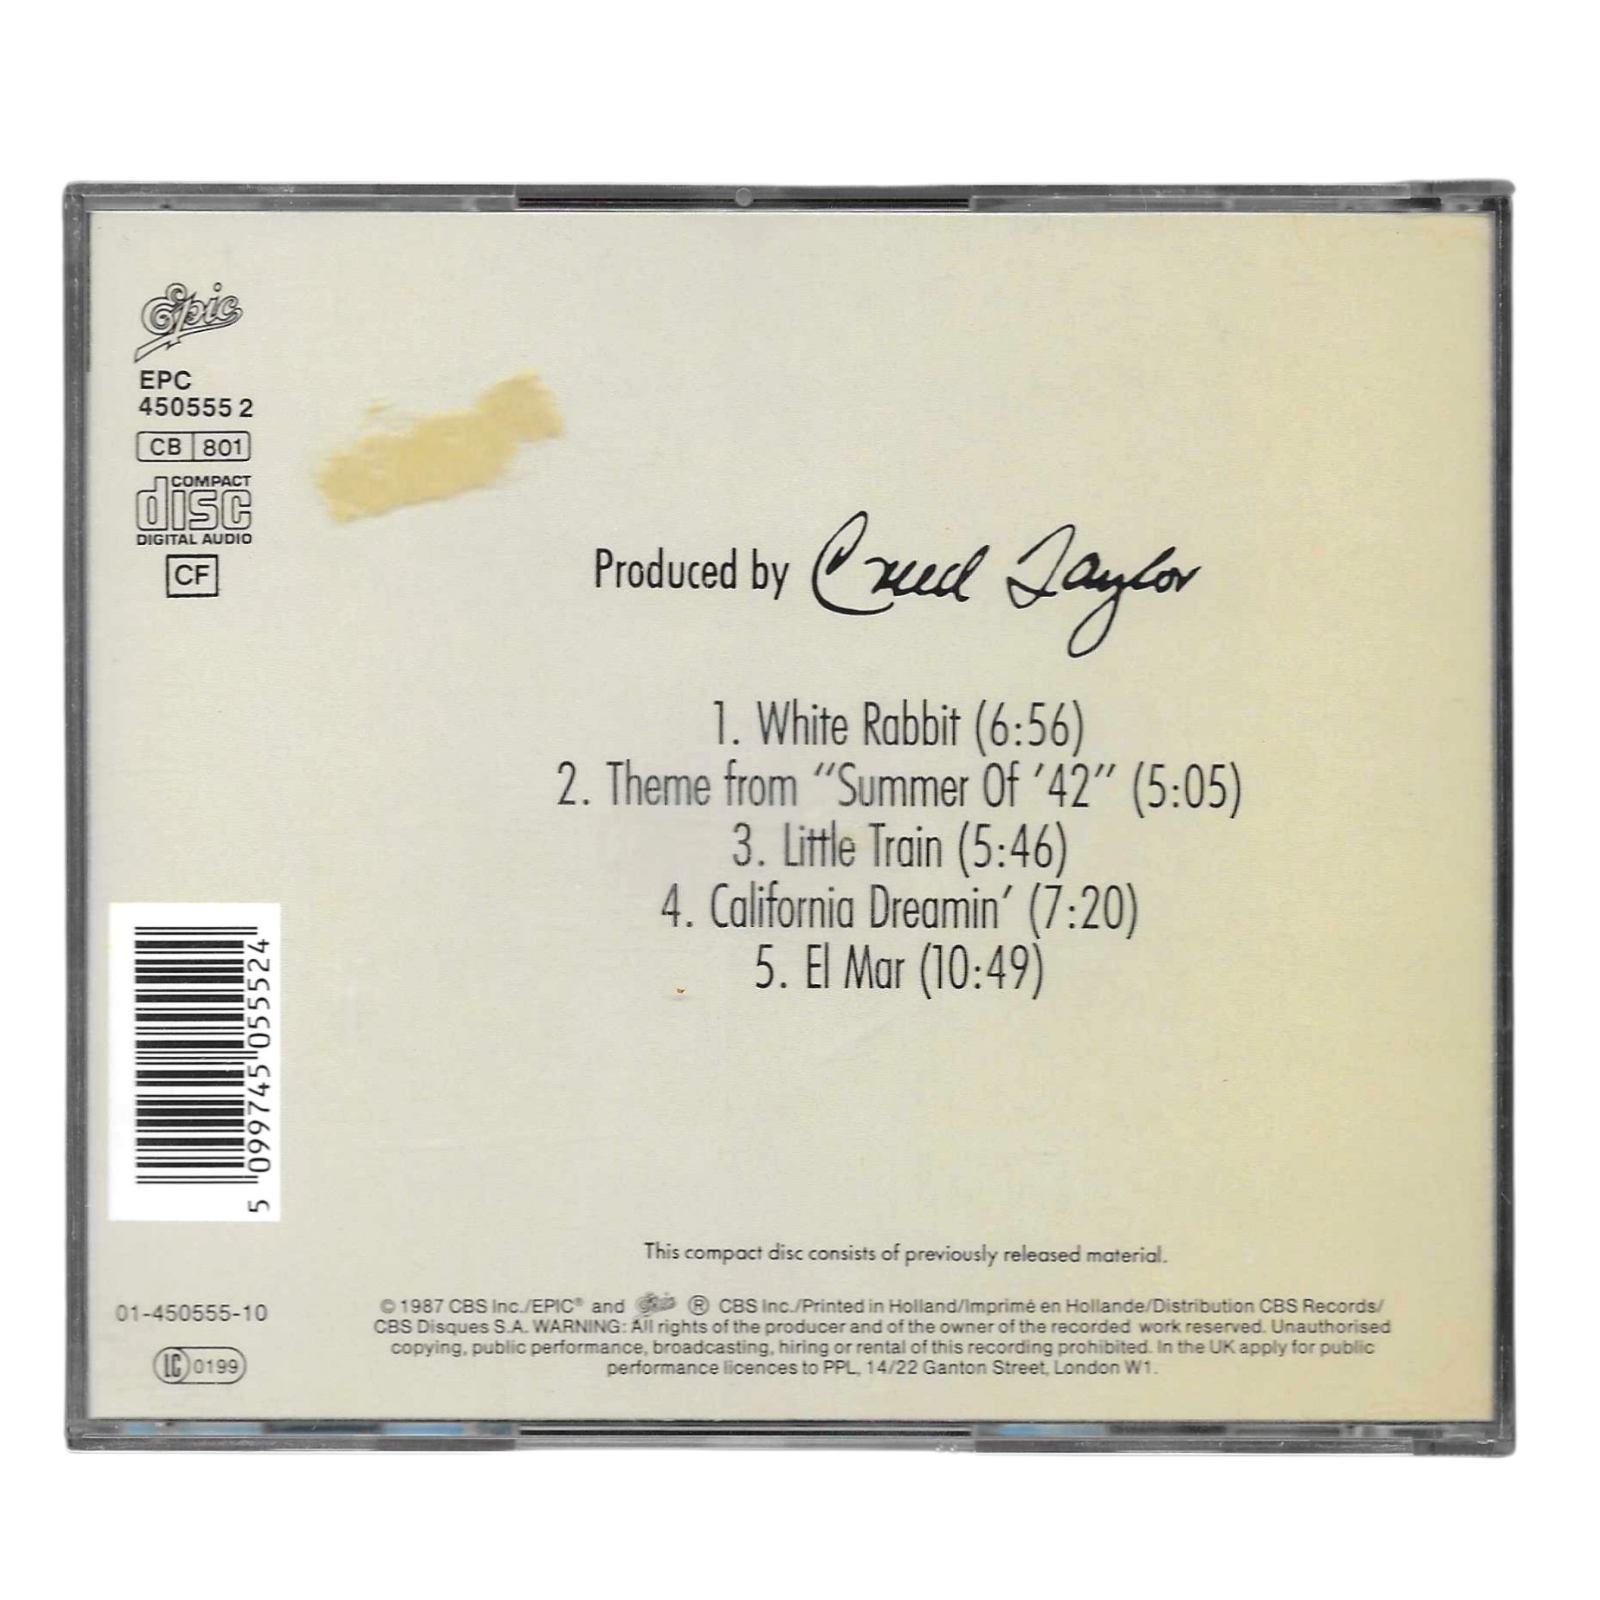 Epic
EPC
450555 2
CB 801
COMPACT
disc
DIGITAL AUDIO
CF
Produced by Creed Taylor
1. White Rabbit (6:56)
2. Theme from “Summer Of ’42” (5:05)
3. Little Train (5:46)
4. California Dreamin’ (7:20)
5. El Mar (10:49)
5 099745 055524
This compact disc consists of previously released material.
01-450555-10
LC 0199
© 1987 CBS Inc./EPIC® and Epic ® CBS Inc./Printed in Holland/Imprimé en Hollande/Distribution CBS Records/
CBS Disques S.A. WARNING: All rights of the producer and of the owner of the recorded work reserved. Unauthorised
copying, public performance, broadcasting, hiring or rental of this recording prohibited. In the UK apply for public
performance licences to PPL, 14/22 Ganton Street, London W1.